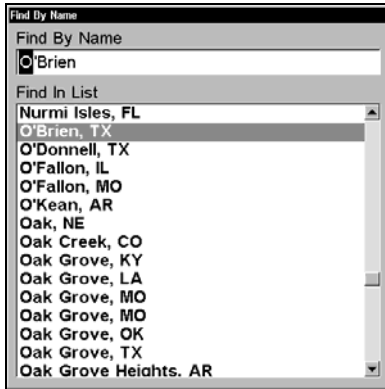 Find By Name
Find By Name
O'Brien
Find In List
Nurmi Isles, FL
O'Brien, TX
O'Donnell, TX
O'Fallon, IL
O'Fallon, MO
O'Kean, AR
Oak, NE
Oak Creek, CO
Oak Grove, KY
Oak Grove, LA
Oak Grove, MO
Oak Grove, MO
Oak Grove, OK
Oak Grove, TX
Oak Grove Heights, AR